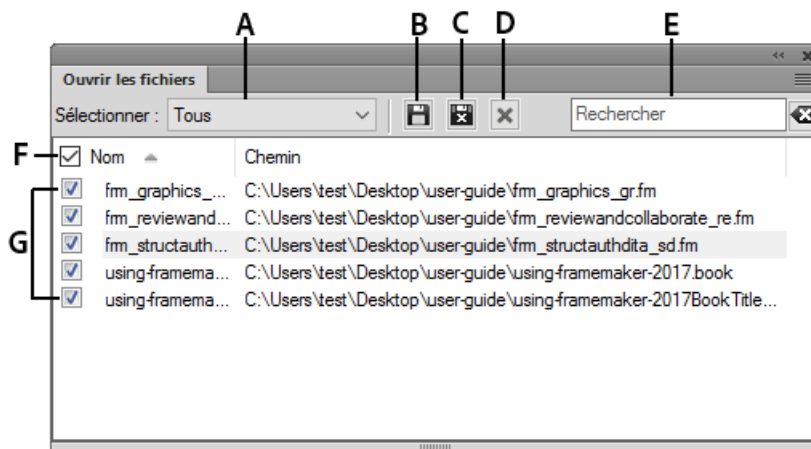 A B C D E
Ouvrir les fichiers
Sélectionner : Tous Rechercher
F Nom Chemin
frm_graphics_... C:\Users\test\Desktop\user-guide\frm_graphics_gr.fm
frm_reviewand... C:\Users\test\Desktop\user-guide\frm_reviewandcollaborate_re.fm
G frm_structauth... C:\Users\test\Desktop\user-guide\frm_structauthdita_sd.fm
using-framema... C:\Users\test\Desktop\user-guide\using-framemaker-2017.book
using-framema... C:\Users\test\Desktop\user-guide\using-framemaker-2017BookTitle...